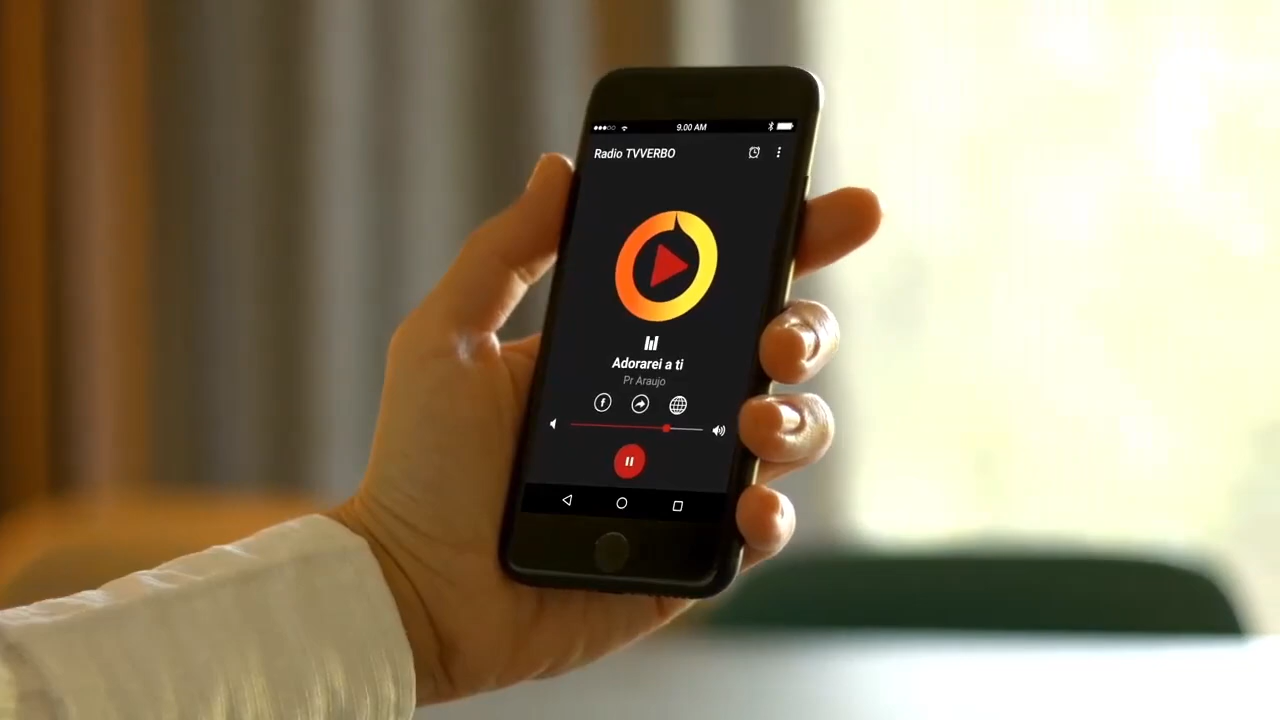 9.00 AM
Radio TVVERBO
Adorarei a ti
Pr Araujo
f